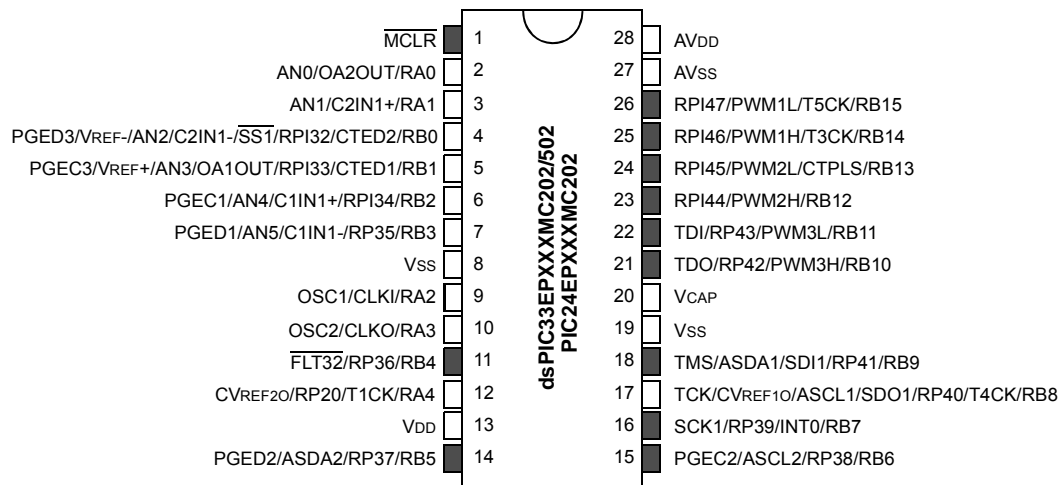 MCLR 1 28 AVDD
AN0/OA2OUT/RA0 2 27 AVSS
AN1/C2IN1+/RA1 3 26 RPI47/PWM1L/T5CK/RB15
PGED3/VREF-/AN2/C2IN1-/SS1/RPI32/CTED2/RB0 4 25 RPI46/PWM1H/T3CK/RB14
PGEC3/VREF+/AN3/OA1OUT/RPI33/CTED1/RB1 5 24 RPI45/PWM2L/CTPLS/RB13
PGEC1/AN4/C1IN1+/RPI34/RB2 6 23 RPI44/PWM2H/RB12
PGED1/AN5/C1IN1-/RP35/RB3 7 22 TDI/RP43/PWM3L/RB11
VSS 8 21 TDO/RP42/PWM3H/RB10
OSC1/CLKI/RA2 9 20 VCAP
OSC2/CLKO/RA3 10 19 VSS
FLT32/RP36/RB4 11 18 TMS/ASDA1/SDI1/RP41/RB9
CVREF2O/RP20/T1CK/RA4 12 17 TCK/CVREF1O/ASCL1/SDO1/RP40/T4CK/RB8
VDD 13 16 SCK1/RP39/INT0/RB7
PGED2/ASDA2/RP37/RB5 14 15 PGEC2/ASCL2/RP38/RB6
dsPIC33EPXXXMC202/502
PIC24EPXXXMC202